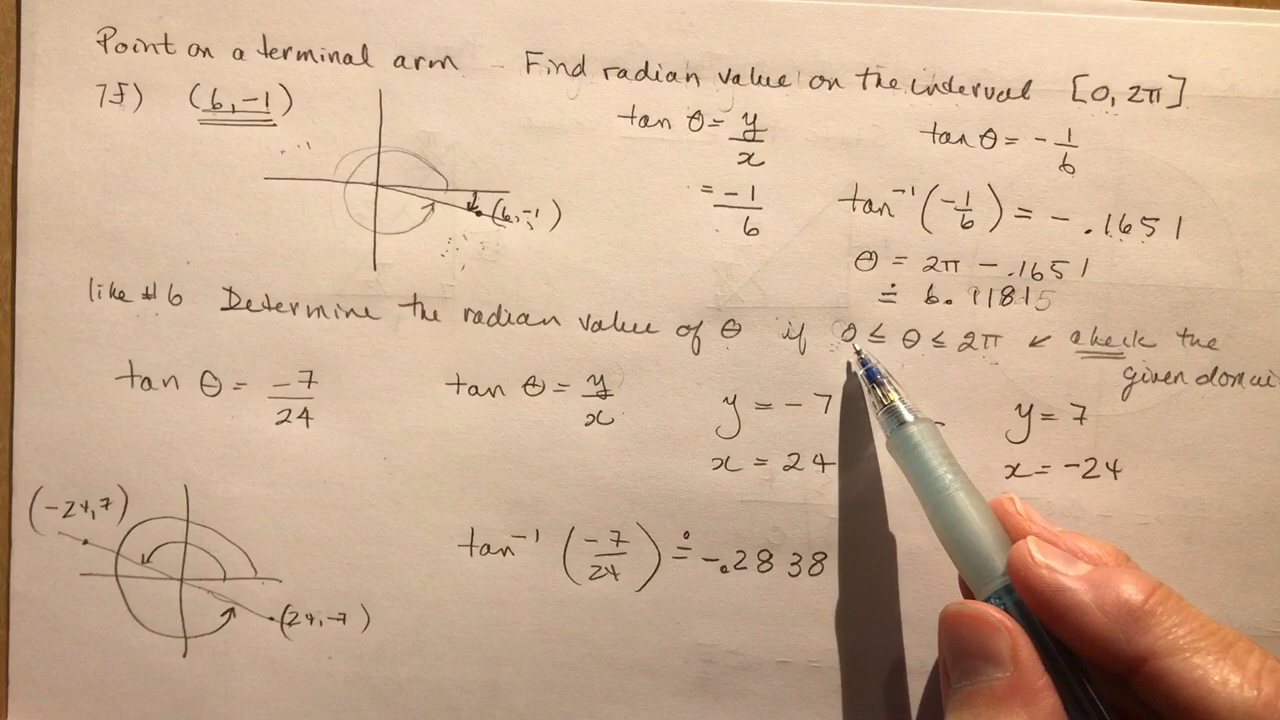 Point on a terminal arm - Find radian value on the interval [0, 2π]
7f) (6, -1)
tan θ = y/x
= -1/6
tan θ = -1/6
tan⁻¹(-1/6) = -.1651
θ = 2π - .1651
(6, -1)
like #6 Determine the radian value of θ if 0 ≤ θ ≤ 2π ↙ check the
given domai
tan θ = -7/24
tan θ = y/x
y = -7
x = 24
y = 7
x = -24
(-24, 7)
(24, -7)
tan⁻¹(-7/24) ≐ -.2838